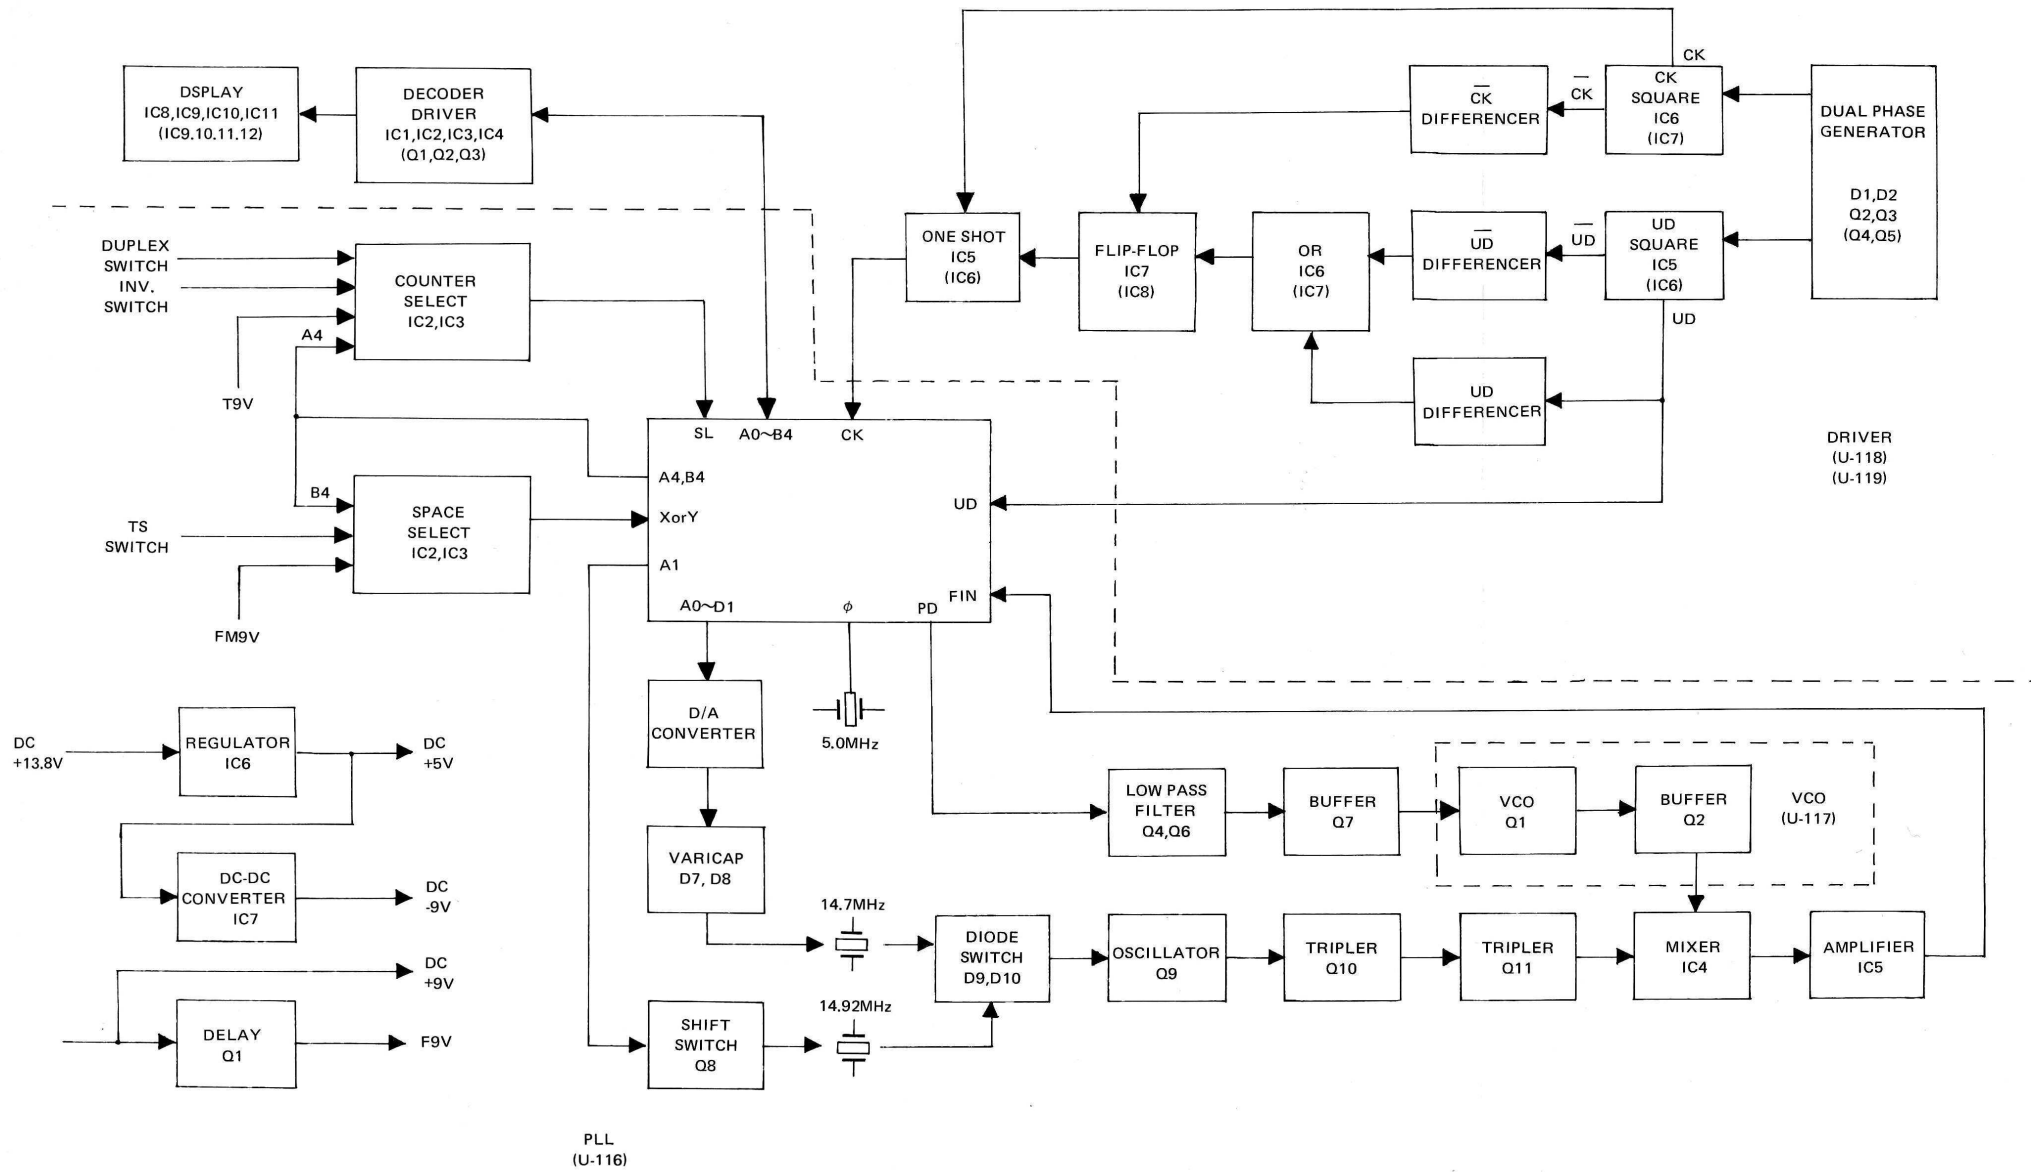 DSPLAY
IC8,IC9,IC10,IC11
(IC9.10.11.12)
DECODER
DRIVER
IC1,IC2,IC3,IC4
(Q1,Q2,Q3)
CK
DIFFERENCER
CK
CK
CK
SQUARE
IC6
(IC7)
DUAL PHASE
GENERATOR
D1,D2
Q2,Q3
(Q4,Q5)
ONE SHOT
IC5
(IC6)
FLIP-FLOP
IC7
(IC8)
OR
IC6
(IC7)
UD
DIFFERENCER
UD
UD
SQUARE
IC5
(IC6)
UD
UD
DIFFERENCER
DRIVER
(U-118)
(U-119)
DUPLEX
SWITCH
INV.
SWITCH
A4
T9V
COUNTER
SELECT
IC2,IC3
B4
TS
SWITCH
FM9V
SPACE
SELECT
IC2,IC3
SL
A0~B4
CK
A4,B4
XorY
A1
A0~D1
φ
PD
FIN
UD
D/A
CONVERTER
5.0MHz
VARICAP
D7, D8
DC
+13.8V
REGULATOR
IC6
DC
+5V
DC-DC
CONVERTER
IC7
DC
-9V
DC
+9V
DELAY
Q1
F9V
LOW PASS
FILTER
Q4,Q6
BUFFER
Q7
VCO
Q1
BUFFER
Q2
VCO
(U-117)
14.7MHz
14.92MHz
SHIFT
SWITCH
Q8
DIODE
SWITCH
D9,D10
OSCILLATOR
Q9
TRIPLER
Q10
TRIPLER
Q11
MIXER
IC4
AMPLIFIER
IC5
PLL
(U-116)